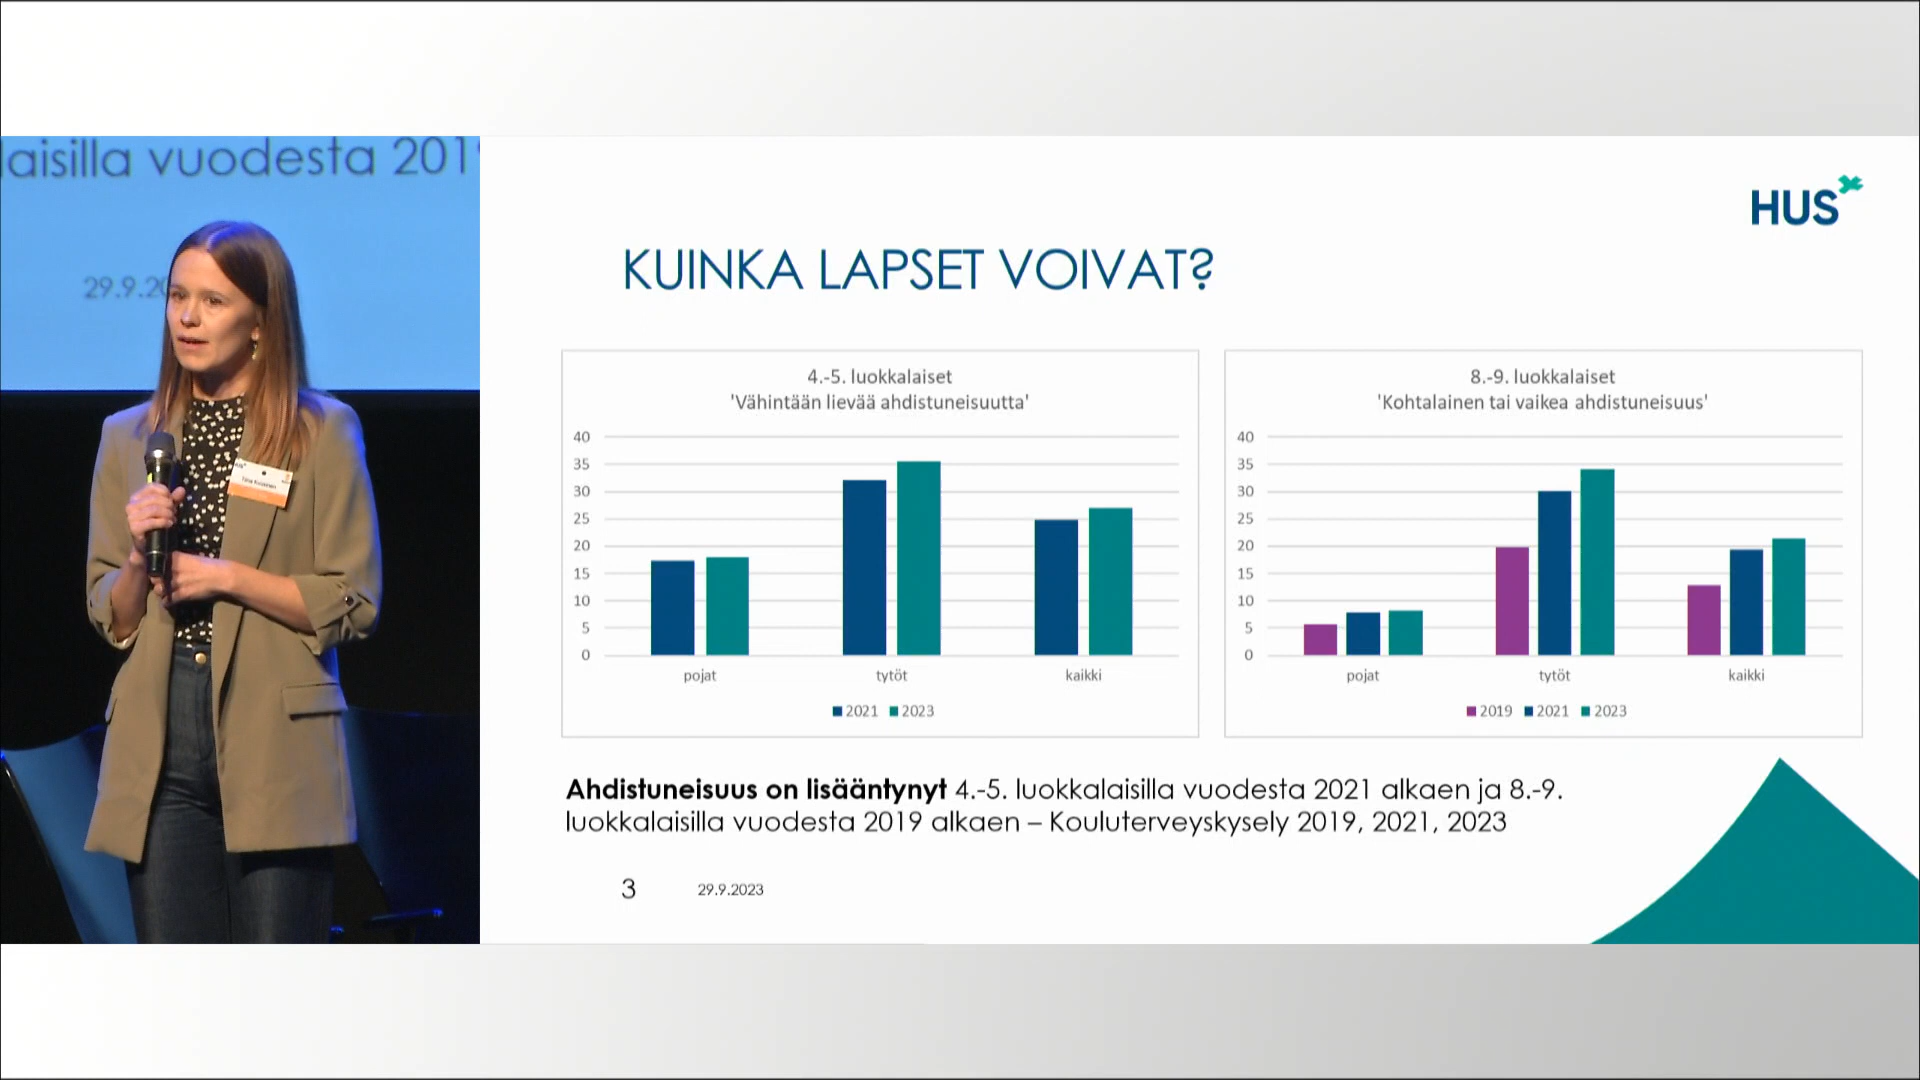 laisilla vuodesta 201
29.9.20
HUS
KUINKA LAPSET VOIVAT?
4.-5. luokkalaiset
'Vähintään lievää ahdistuneisuutta'
40
35
30
25
20
15
10
5
0
pojat
tytöt
kaikki
2021
2023
8.-9. luokkalaiset
'Kohtalainen tai vaikea ahdistuneisuus'
40
35
30
25
20
15
10
5
0
pojat
tytöt
kaikki
2019
2021
2023
Ahdistuneisuus on lisääntynyt 4.-5. luokkalaisilla vuodesta 2021 alkaen ja 8.-9.
luokkalaisilla vuodesta 2019 alkaen – Kouluterveyskysely 2019, 2021, 2023
3
29.9.2023